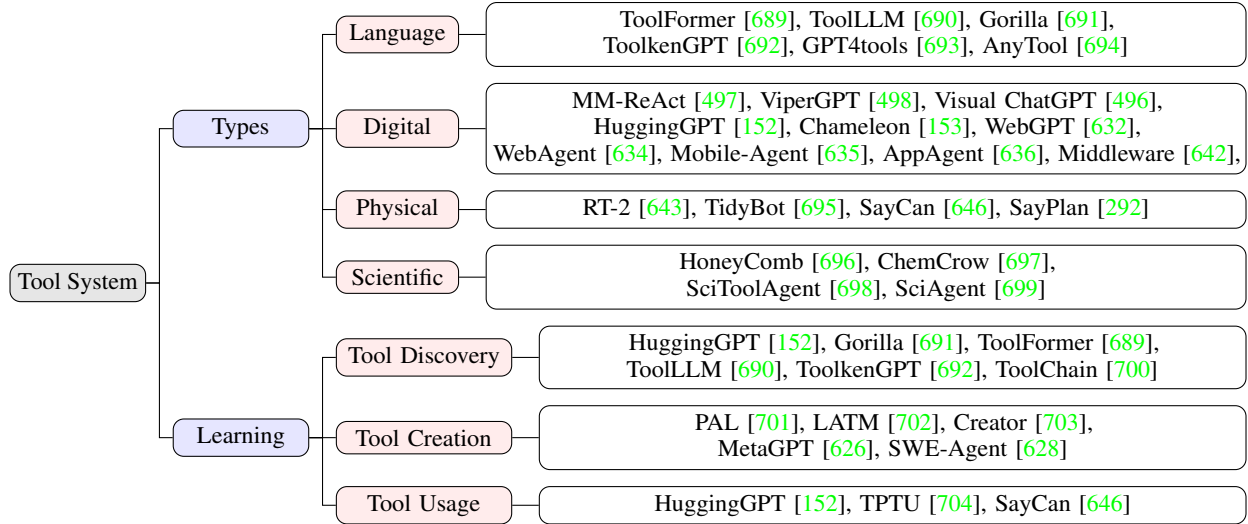 Tool System
Types
Language
ToolFormer [689], ToolLLM [690], Gorilla [691],
ToolkenGPT [692], GPT4tools [693], AnyTool [694]
Digital
MM-ReAct [497], ViperGPT [498], Visual ChatGPT [496],
HuggingGPT [152], Chameleon [153], WebGPT [632],
WebAgent [634], Mobile-Agent [635], AppAgent [636], Middleware [642],
Physical
RT-2 [643], TidyBot [695], SayCan [646], SayPlan [292]
Scientific
HoneyComb [696], ChemCrow [697],
SciToolAgent [698], SciAgent [699]
Learning
Tool Discovery
HuggingGPT [152], Gorilla [691], ToolFormer [689],
ToolLLM [690], ToolkenGPT [692], ToolChain [700]
Tool Creation
PAL [701], LATM [702], Creator [703],
MetaGPT [626], SWE-Agent [628]
Tool Usage
HuggingGPT [152], TPTU [704], SayCan [646]